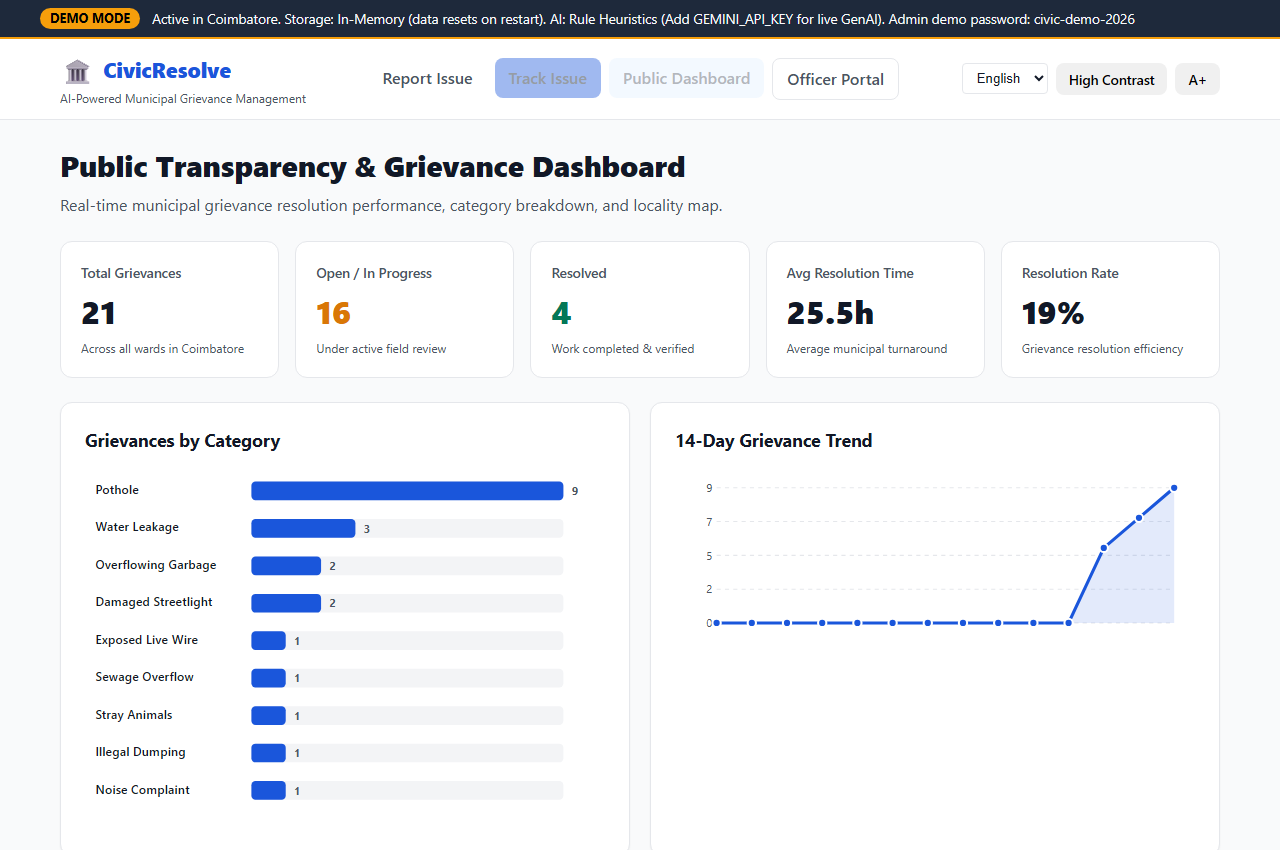 DEMO MODE Active in Coimbatore. Storage: In-Memory (data resets on restart). AI: Rule Heuristics (Add GEMINI_API_KEY for live GenAI). Admin demo password: civic-demo-2026
CivicResolve
AI-Powered Municipal Grievance Management
Report Issue
Track Issue
Public Dashboard
Officer Portal
English
High Contrast
A+
Public Transparency & Grievance Dashboard
Real-time municipal grievance resolution performance, category breakdown, and locality map.
Total Grievances
21
Across all wards in Coimbatore
Open / In Progress
16
Under active field review
Resolved
4
Work completed & verified
Avg Resolution Time
25.5h
Average municipal turnaround
Resolution Rate
19%
Grievance resolution efficiency
Grievances by Category
Pothole 9
Water Leakage 3
Overflowing Garbage 2
Damaged Streetlight 2
Exposed Live Wire 1
Sewage Overflow 1
Stray Animals 1
Illegal Dumping 1
Noise Complaint 1
14-Day Grievance Trend
9
7
5
2
0